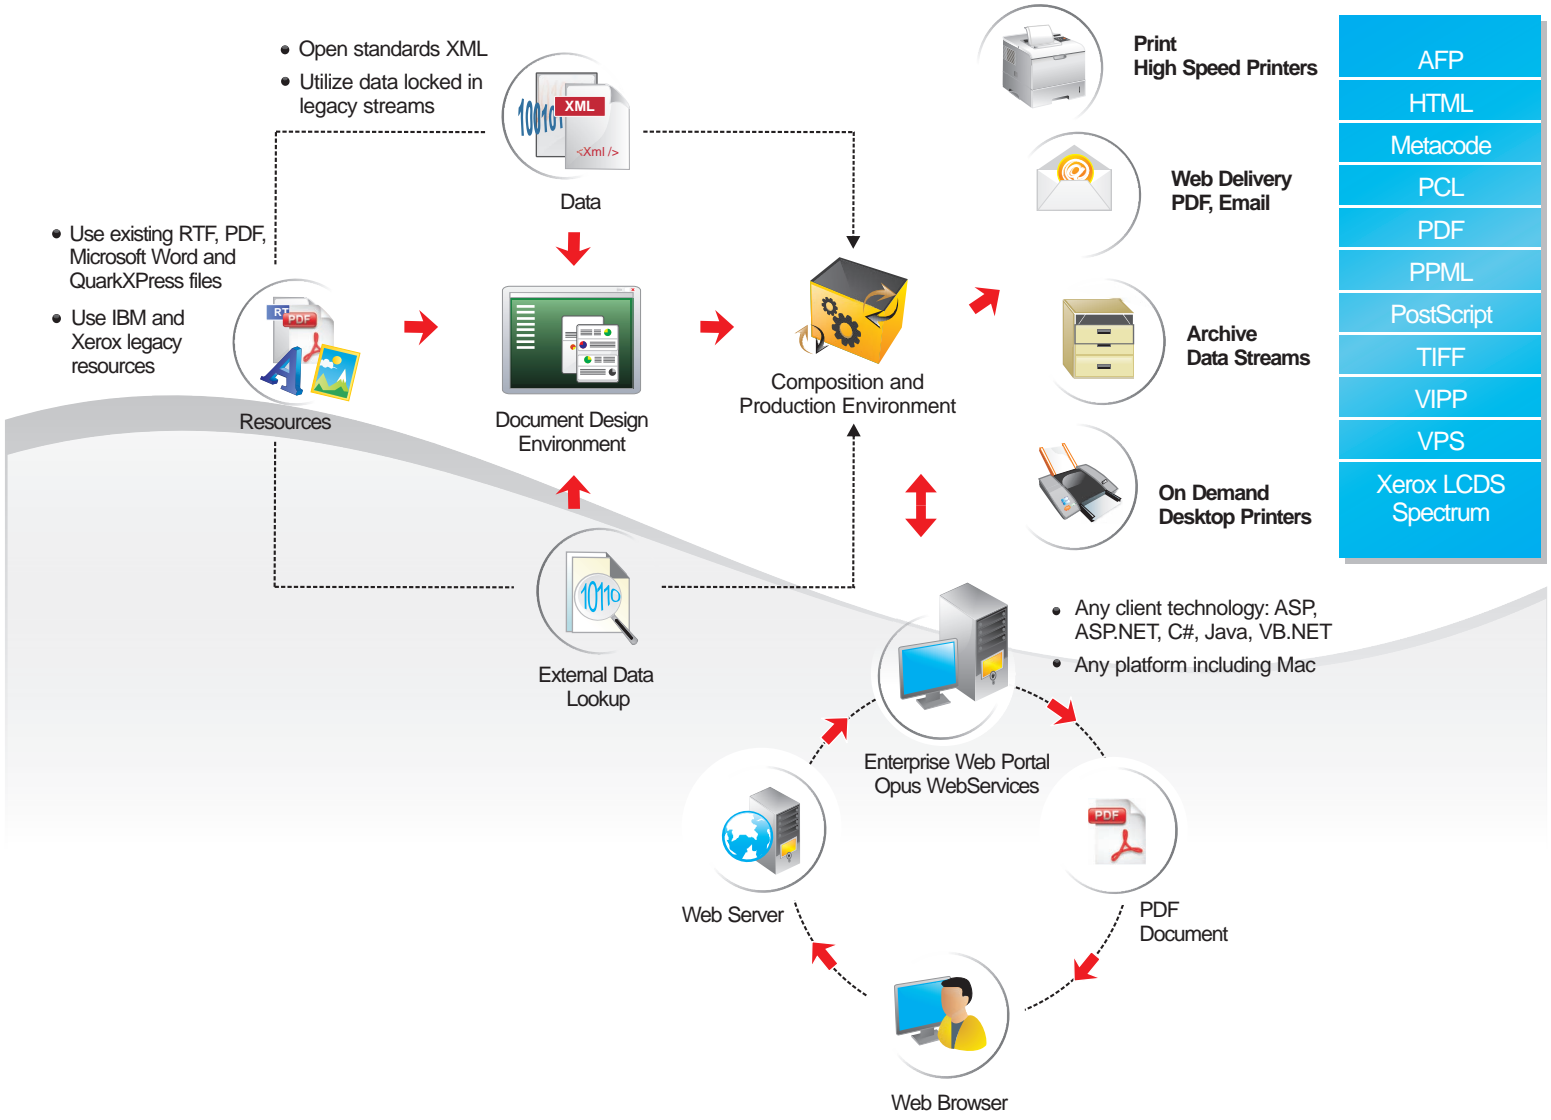 Open standards XML
Utilize data locked in
legacy streams
100101
XML
<Xml />
Data
Use existing RTF, PDF,
Microsoft Word and
QuarkXPress files
Use IBM and
Xerox legacy
resources
RT
PDF
A
Resources
Document Design
Environment
Composition and
Production Environment
10110
External Data
Lookup
Print
High Speed Printers
@
Web Delivery
PDF, Email
Archive
Data Streams
On Demand
Desktop Printers
AFP
HTML
Metacode
PCL
PDF
PPML
PostScript
TIFF
VIPP
VPS
Xerox LCDS
Spectrum
Any client technology: ASP,
ASP.NET, C#, Java, VB.NET
Any platform including Mac
Enterprise Web Portal
Opus WebServices
PDF
PDF
Document
Web Server
Web Browser